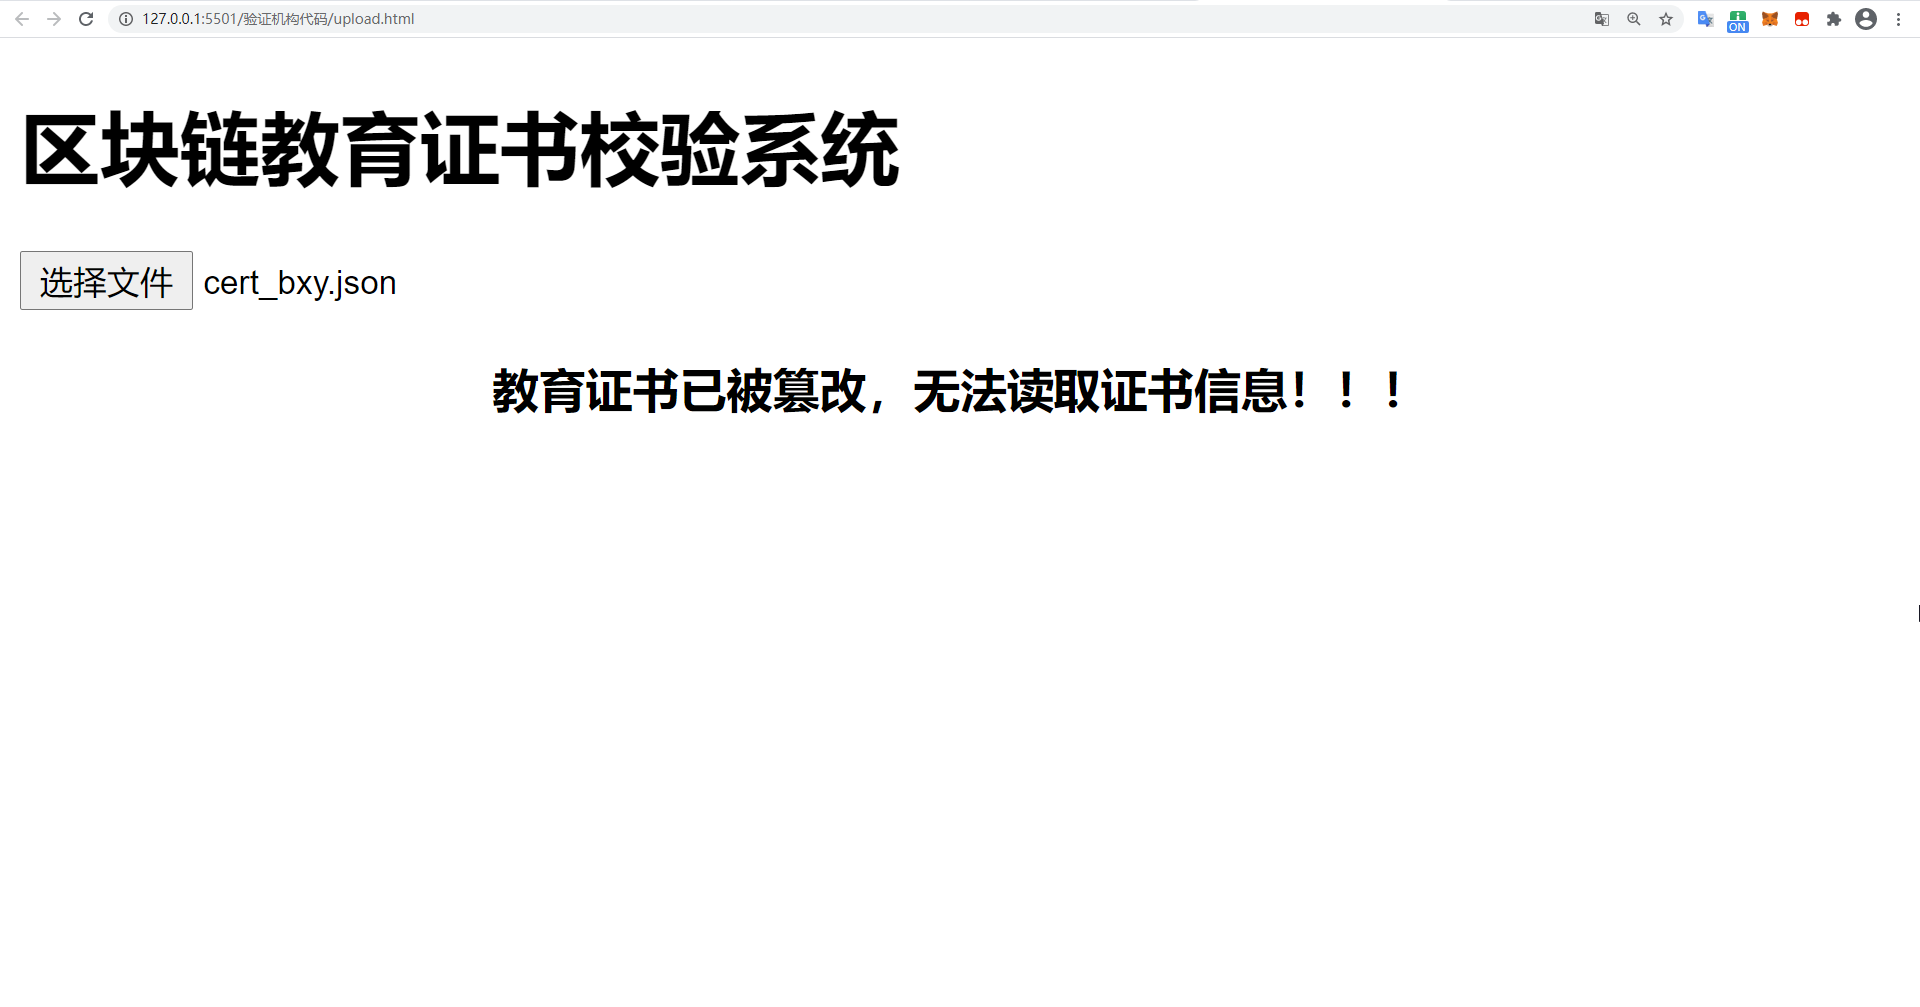 127.0.0.1:5501/验证机构代码/upload.html
ON
区块链教育证书校验系统
选择文件 cert_bxy.json
教育证书已被篡改，无法读取证书信息！！！